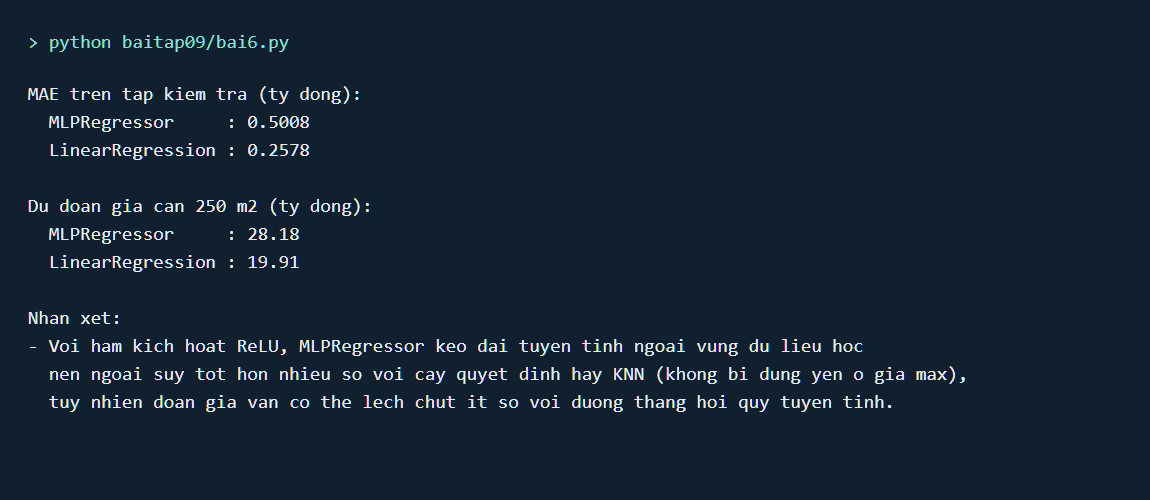 > python baitap09/bai6.py
MAE tren tap kiem tra (ty dong):
MLPRegressor     : 0.5008
LinearRegression : 0.2578
Du doan gia can 250 m2 (ty dong):
MLPRegressor     : 28.18
LinearRegression : 19.91
Nhan xet:
- Voi ham kich hoat ReLU, MLPRegressor keo dai tuyen tinh ngoai vung du lieu hoc
nen ngoai suy tot hon nhieu so voi cay quyet dinh hay KNN (khong bi dung yen o gia max),
tuy nhien doan gia van co the lech chut it so voi duong thang hoi quy tuyen tinh.